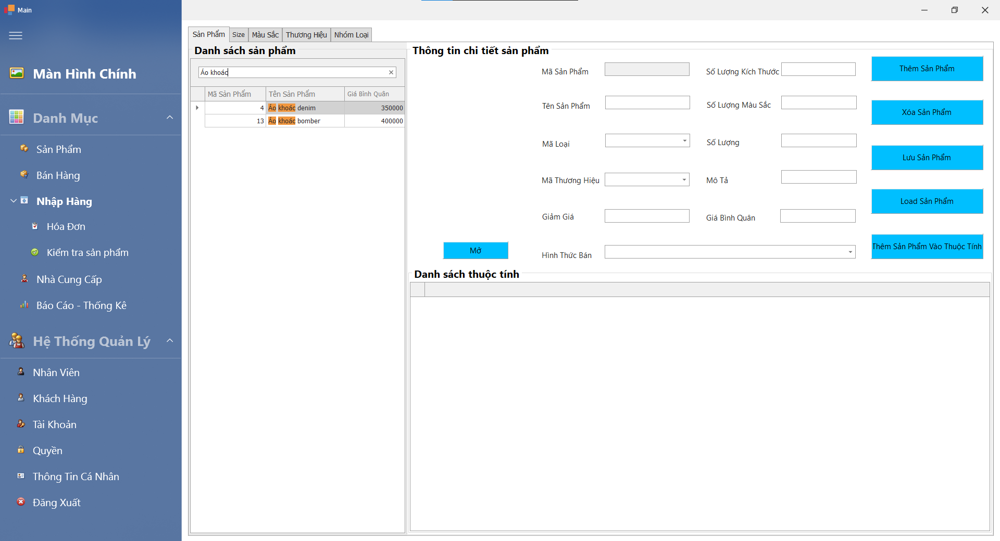 Main
Màn Hình Chính
Danh Mục
Sản Phẩm
Bán Hàng
Nhập Hàng
Hóa Đơn
Kiểm tra sản phẩm
Nhà Cung Cấp
Báo Cáo - Thống Kê
Hệ Thống Quản Lý
Nhân Viên
Khách Hàng
Tài Khoản
Quyền
Thông Tin Cá Nhân
Đăng Xuất
Sản Phẩm Size Màu Sắc Thương Hiệu Nhóm Loại
Danh sách sản phẩm
Áo khoác
Mã Sản Phẩm Tên Sản Phẩm Giá Bình Quân
4 Áo khoác denim 350000
13 Áo khoác bomber 400000
Thông tin chi tiết sản phẩm
Mã Sản Phẩm Số Lượng Kích Thước Thêm Sản Phẩm
Tên Sản Phẩm Số Lượng Màu Sắc Xóa Sản Phẩm
Mã Loại Số Lượng Lưu Sản Phẩm
Mã Thương Hiệu Mô Tả Load Sản Phẩm
Giảm Giá Giá Bình Quân
Mở Hình Thức Bán Thêm Sản Phẩm Vào Thuộc Tính
Danh sách thuộc tính